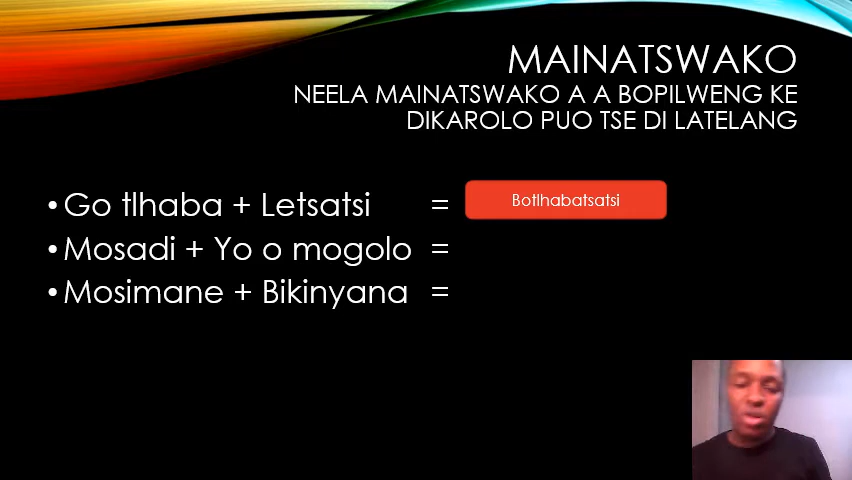 MAINATSWAKO
NEELA MAINATSWAKO A A BOPILWENG KE
DIKAROLO PUO TSE DI LATELANG
•Go tlhaba + Letsatsi =
Botlhabatsatsi
•Mosadi + Yo o mogolo =
•Mosimane + Bikinyana =